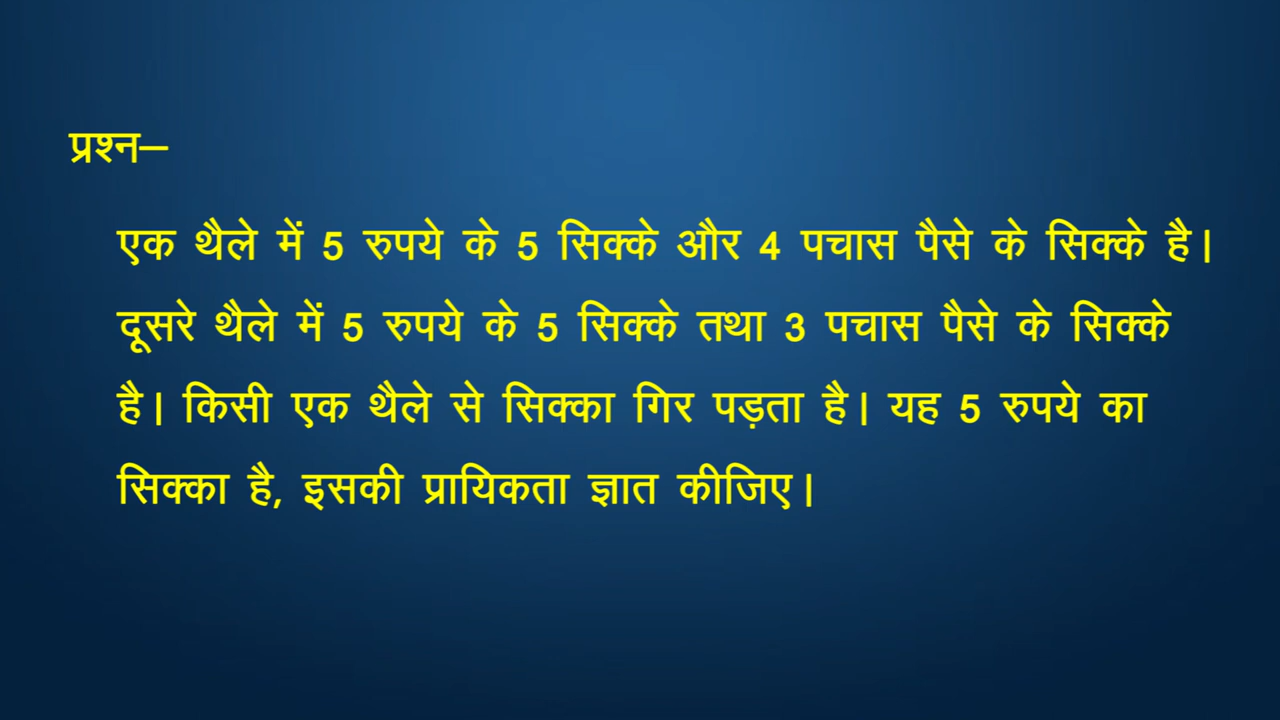 प्रश्न–
एक थैले में 5 रुपये के 5 सिक्के और 4 पचास पैसे के सिक्के है।
दूसरे थैले में 5 रुपये के 5 सिक्के तथा 3 पचास पैसे के सिक्के
है। किसी एक थैले से सिक्का गिर पड़ता है। यह 5 रुपये का
सिक्का है, इसकी प्रायिकता ज्ञात कीजिए।